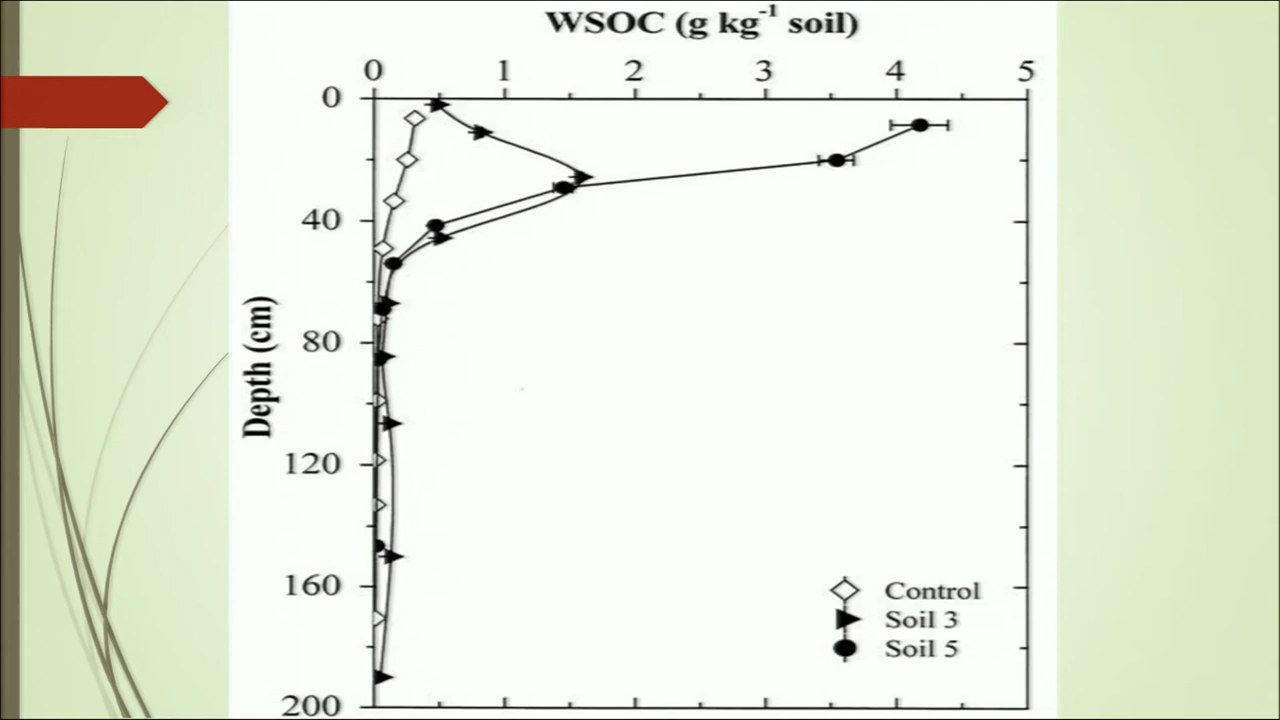 WSOC (g kg⁻¹ soil)
0 1 2 3 4 5
0
40
80
120
160
200
Depth (cm)
Control
Soil 3
Soil 5